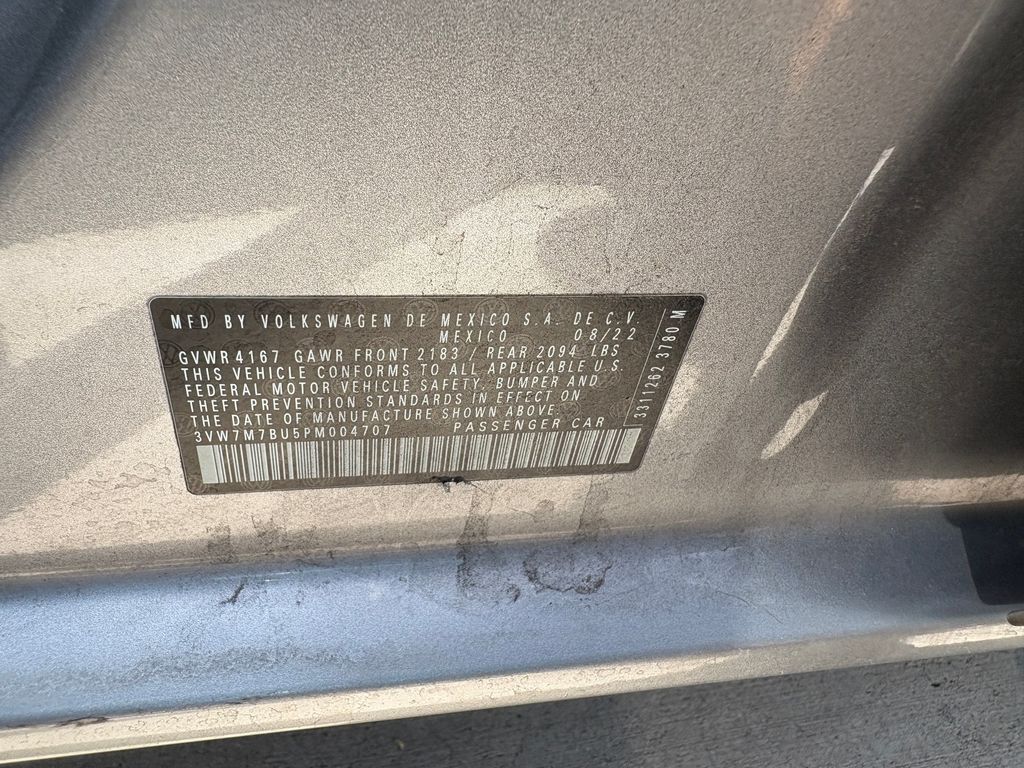 MFD BY VOLKSWAGEN DE MEXICO S.A. DE C.V.
MEXICO 08/22
GVWR 4167 GAWR FRONT 2183 / REAR 2094 LBS
THIS VEHICLE CONFORMS TO ALL APPLICABLE U.S.
FEDERAL MOTOR VEHICLE SAFETY, BUMPER AND
THEFT PREVENTION STANDARDS IN EFFECT ON
THE DATE OF MANUFACTURE SHOWN ABOVE.
3VW7M7BU5PM004707 PASSENGER CAR
3311262 3780 M